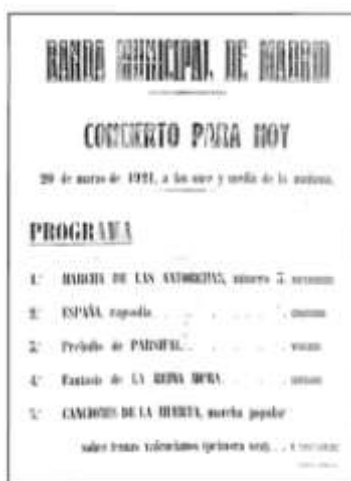 BANDA MUNICIPAL DE MADRID
CONCIERTO PARA HOY
20 de marzo de 1921, a las once y media de la mañana.
PROGRAMA
1.º MARCHA DE LAS ANTORCHAS, número 3.
2.º ESPAÑA, rapsodia
3.º Preludio de PARSIFAL
4.º Fantasía de LA REINA MORA
5.º CANCIONES DE LA HUERTA, marcha popular
sobre temas valencianos (primera vez)